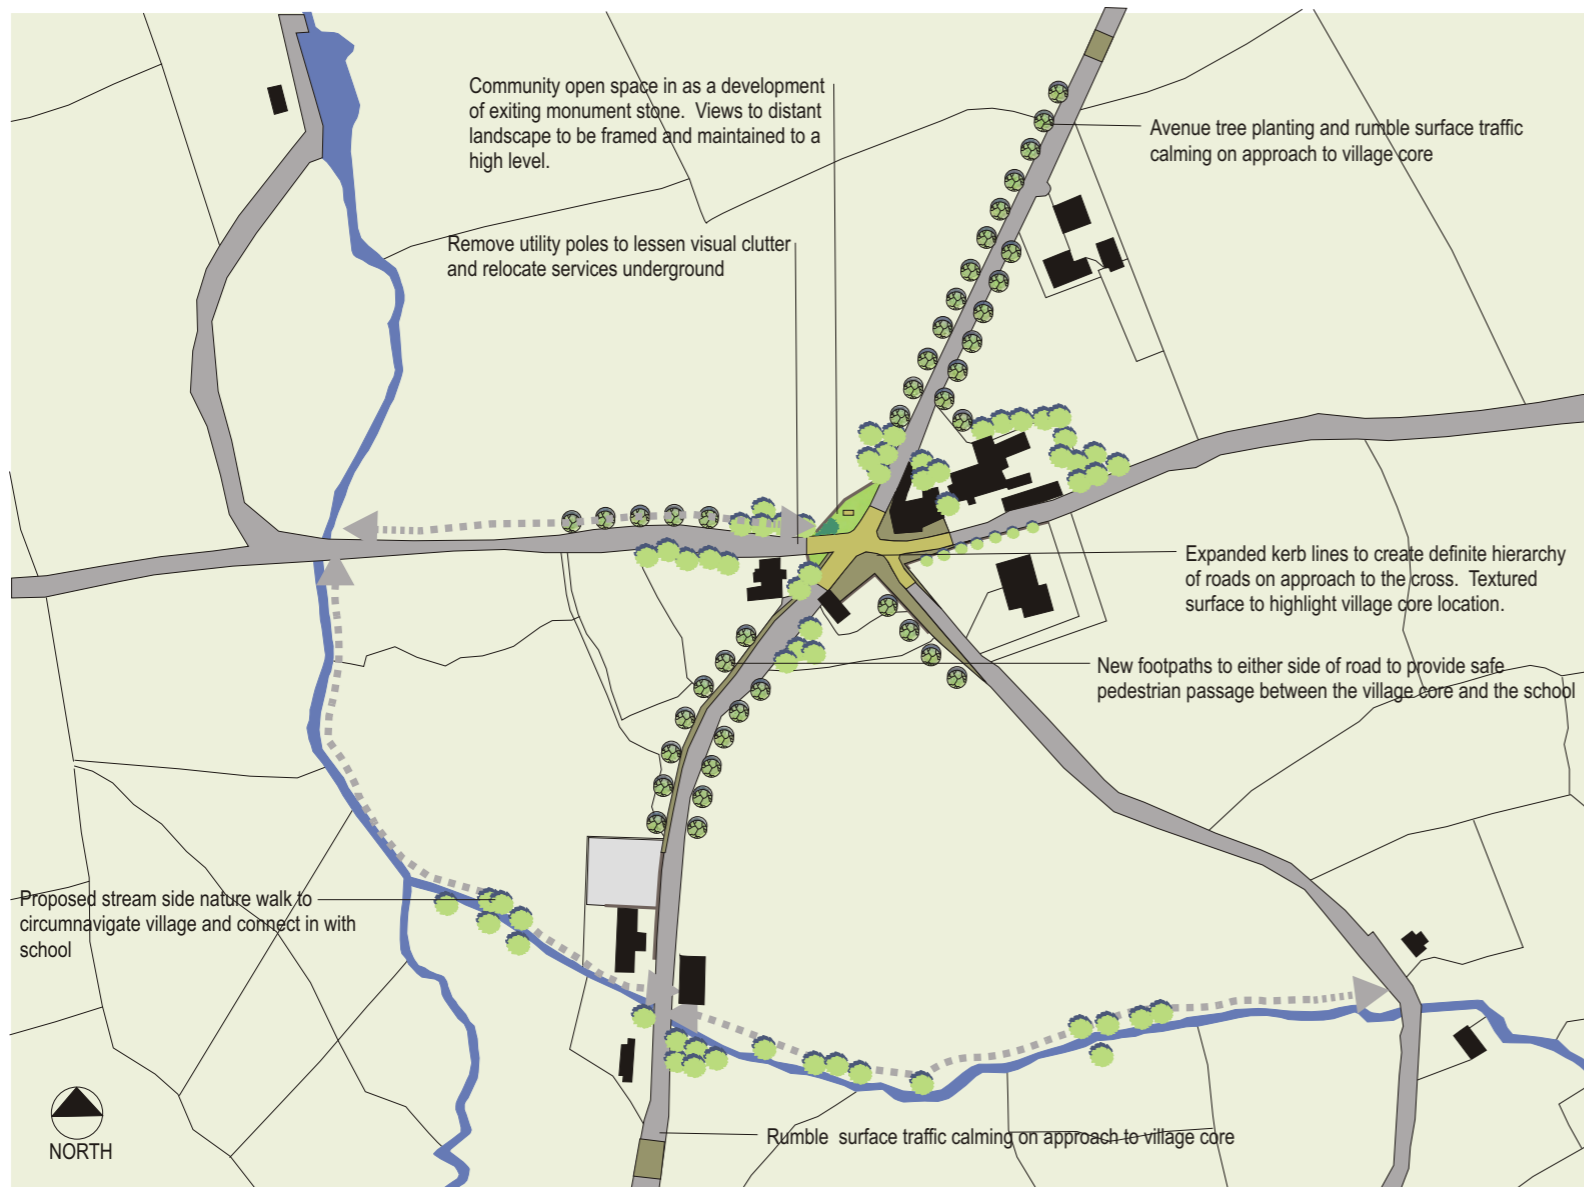 Community open space in as a development
of exiting monument stone. Views to distant
landscape to be framed and maintained to a
high level.
Avenue tree planting and rumble surface traffic
calming on approach to village core
Remove utility poles to lessen visual clutter
and relocate services underground
Expanded kerb lines to create definite hierarchy
of roads on approach to the cross. Textured
surface to highlight village core location.
New footpaths to either side of road to provide safe
pedestrian passage between the village core and the school
Proposed stream side nature walk to
circumnavigate village and connect in with
school
Rumble surface traffic calming on approach to village core
NORTH